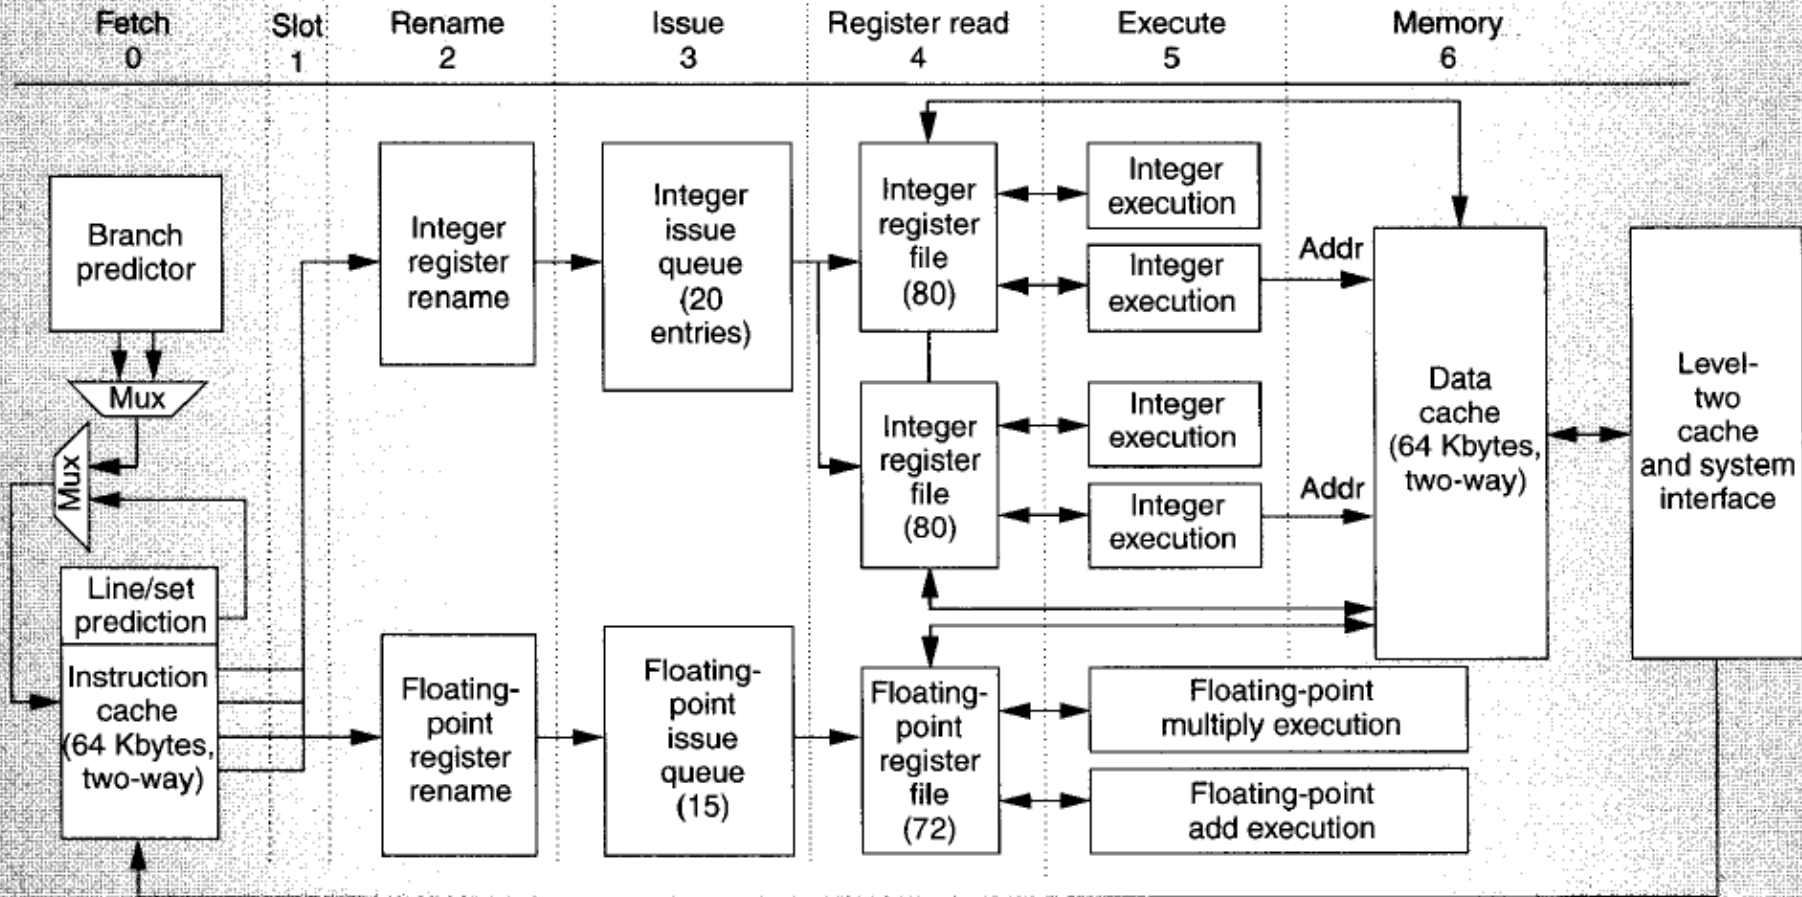 Fetch
0
Slot
1
Rename
2
Issue
3
Register read
4
Execute
5
Memory
6
Branch
predictor
Mux
Mux
Line/set
prediction
Instruction
cache
(64 Kbytes,
two-way)
Integer
register
rename
Floating-
point
register
rename
Integer
issue
queue
(20
entries)
Floating-
point
issue
queue
(15)
Integer
register
file
(80)
Integer
register
file
(80)
Floating-
point
register
file
(72)
Integer
execution
Integer
execution
Integer
execution
Integer
execution
Floating-point
multiply execution
Floating-point
add execution
Addr
Addr
Data
cache
(64 Kbytes,
two-way)
Level-
two
cache
and system
interface